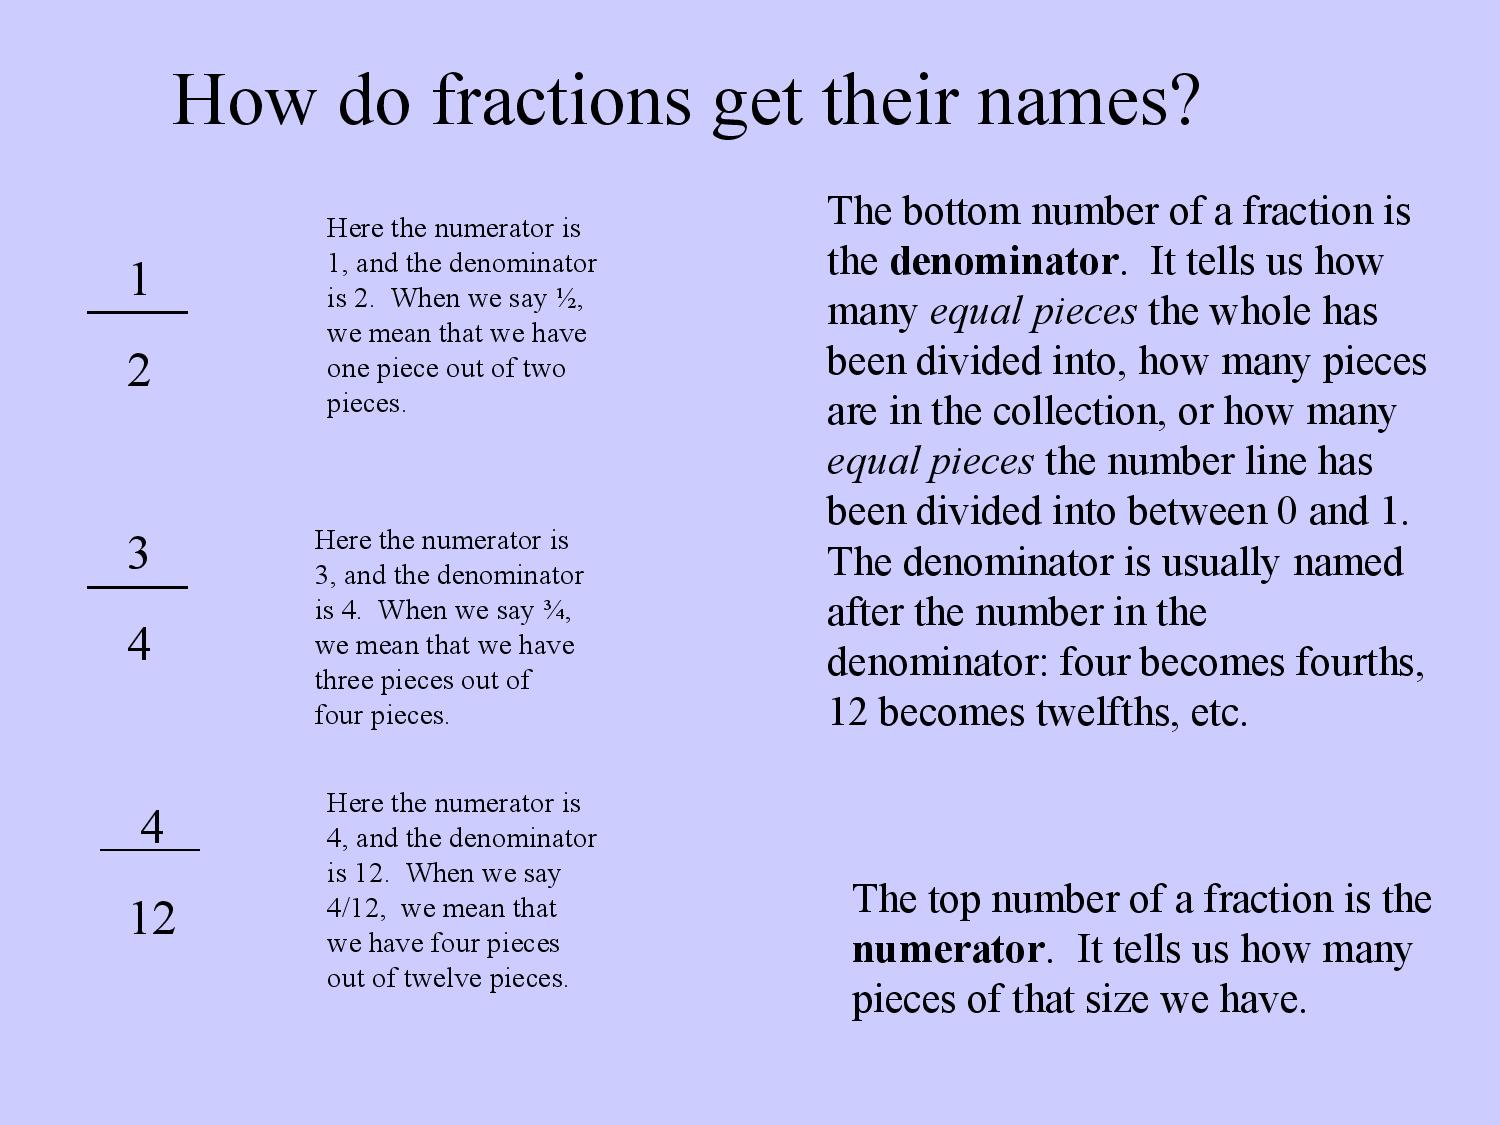 How do fractions get their names?
1
2
Here the numerator is
1, and the denominator
is 2.  When we say ½,
we mean that we have
one piece out of two
pieces.
3
4
Here the numerator is
3, and the denominator
is 4.  When we say ¾,
we mean that we have
three pieces out of
four pieces.
4
12
Here the numerator is
4, and the denominator
is 12.  When we say
4/12,  we mean that
we have four pieces
out of twelve pieces.
The bottom number of a fraction is
the denominator.  It tells us how
many equal pieces the whole has
been divided into, how many pieces
are in the collection, or how many
equal pieces the number line has
been divided into between 0 and 1.
The denominator is usually named
after the number in the
denominator: four becomes fourths,
12 becomes twelfths, etc.
The top number of a fraction is the
numerator.  It tells us how many
pieces of that size we have.